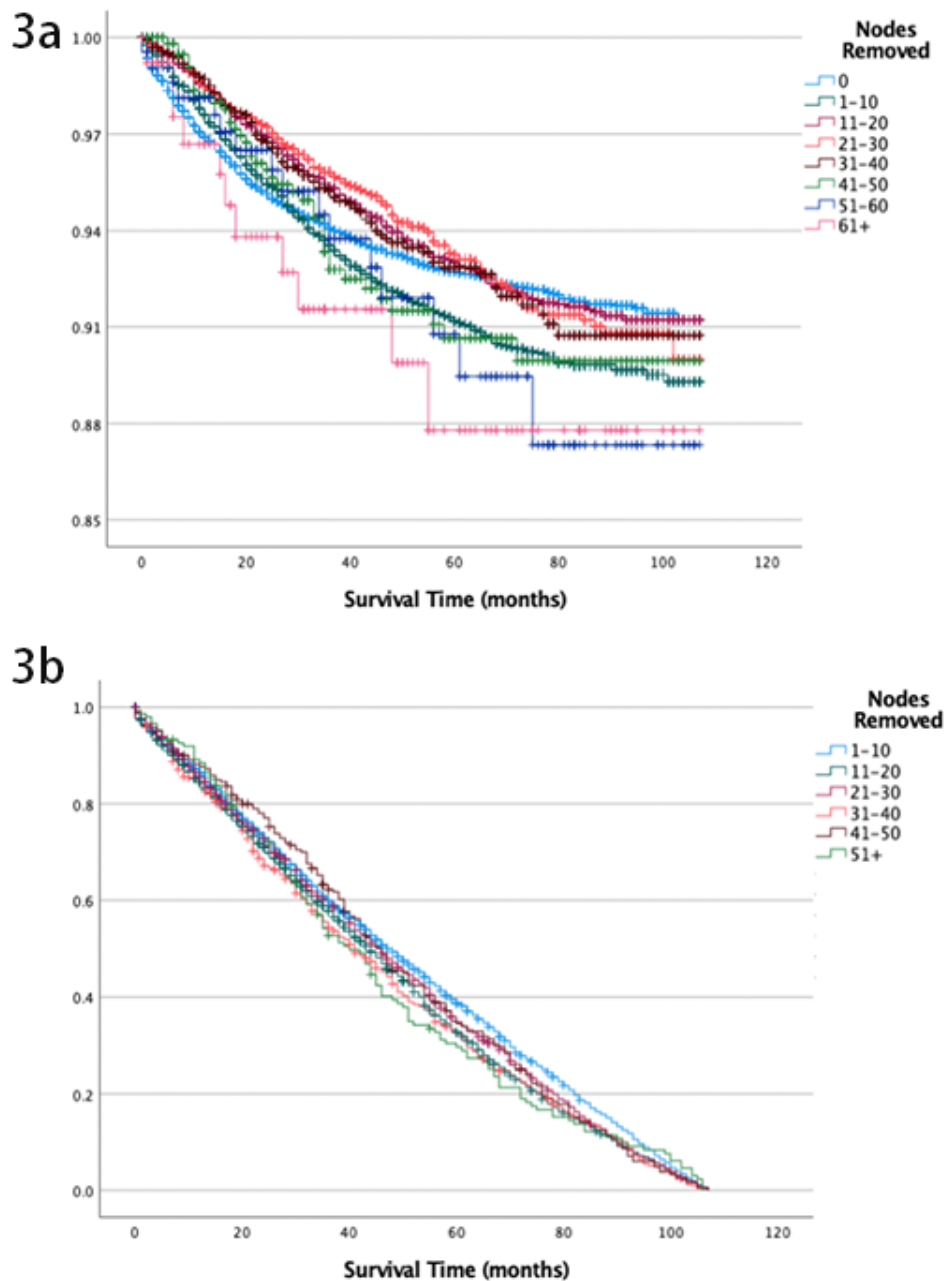 3a
1.00
0.97
0.94
0.91
0.88
0.85
0 20 40 60 80 100 120
Survival Time (months)
Nodes
Removed
0
1-10
11-20
21-30
31-40
41-50
51-60
61+
3b
1.0
0.8
0.6
0.4
0.2
0.0
0 20 40 60 80 100 120
Survival Time (months)
Nodes
Removed
1-10
11-20
21-30
31-40
41-50
51+